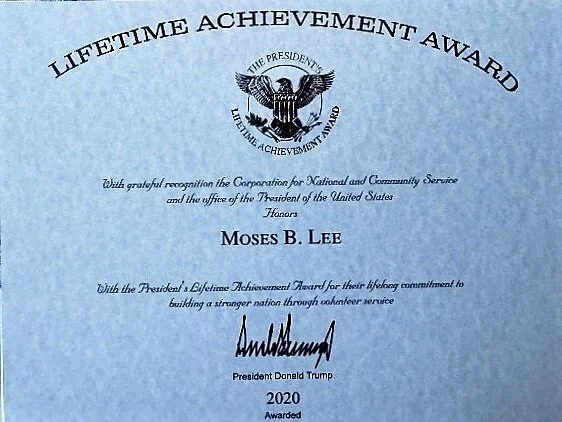 LIFETIME ACHIEVEMENT AWARD
THE PRESIDENT'S
LIFETIME ACHIEVEMENT AWARD
With grateful recognition the Corporation for National and Community Service
and the office of the President of the United States
Honors
MOSES B. LEE
With the President's Lifetime Achievement Award for their lifelong commitment to
building a stronger nation through volunteer service
President Donald Trump
2020
Awarded